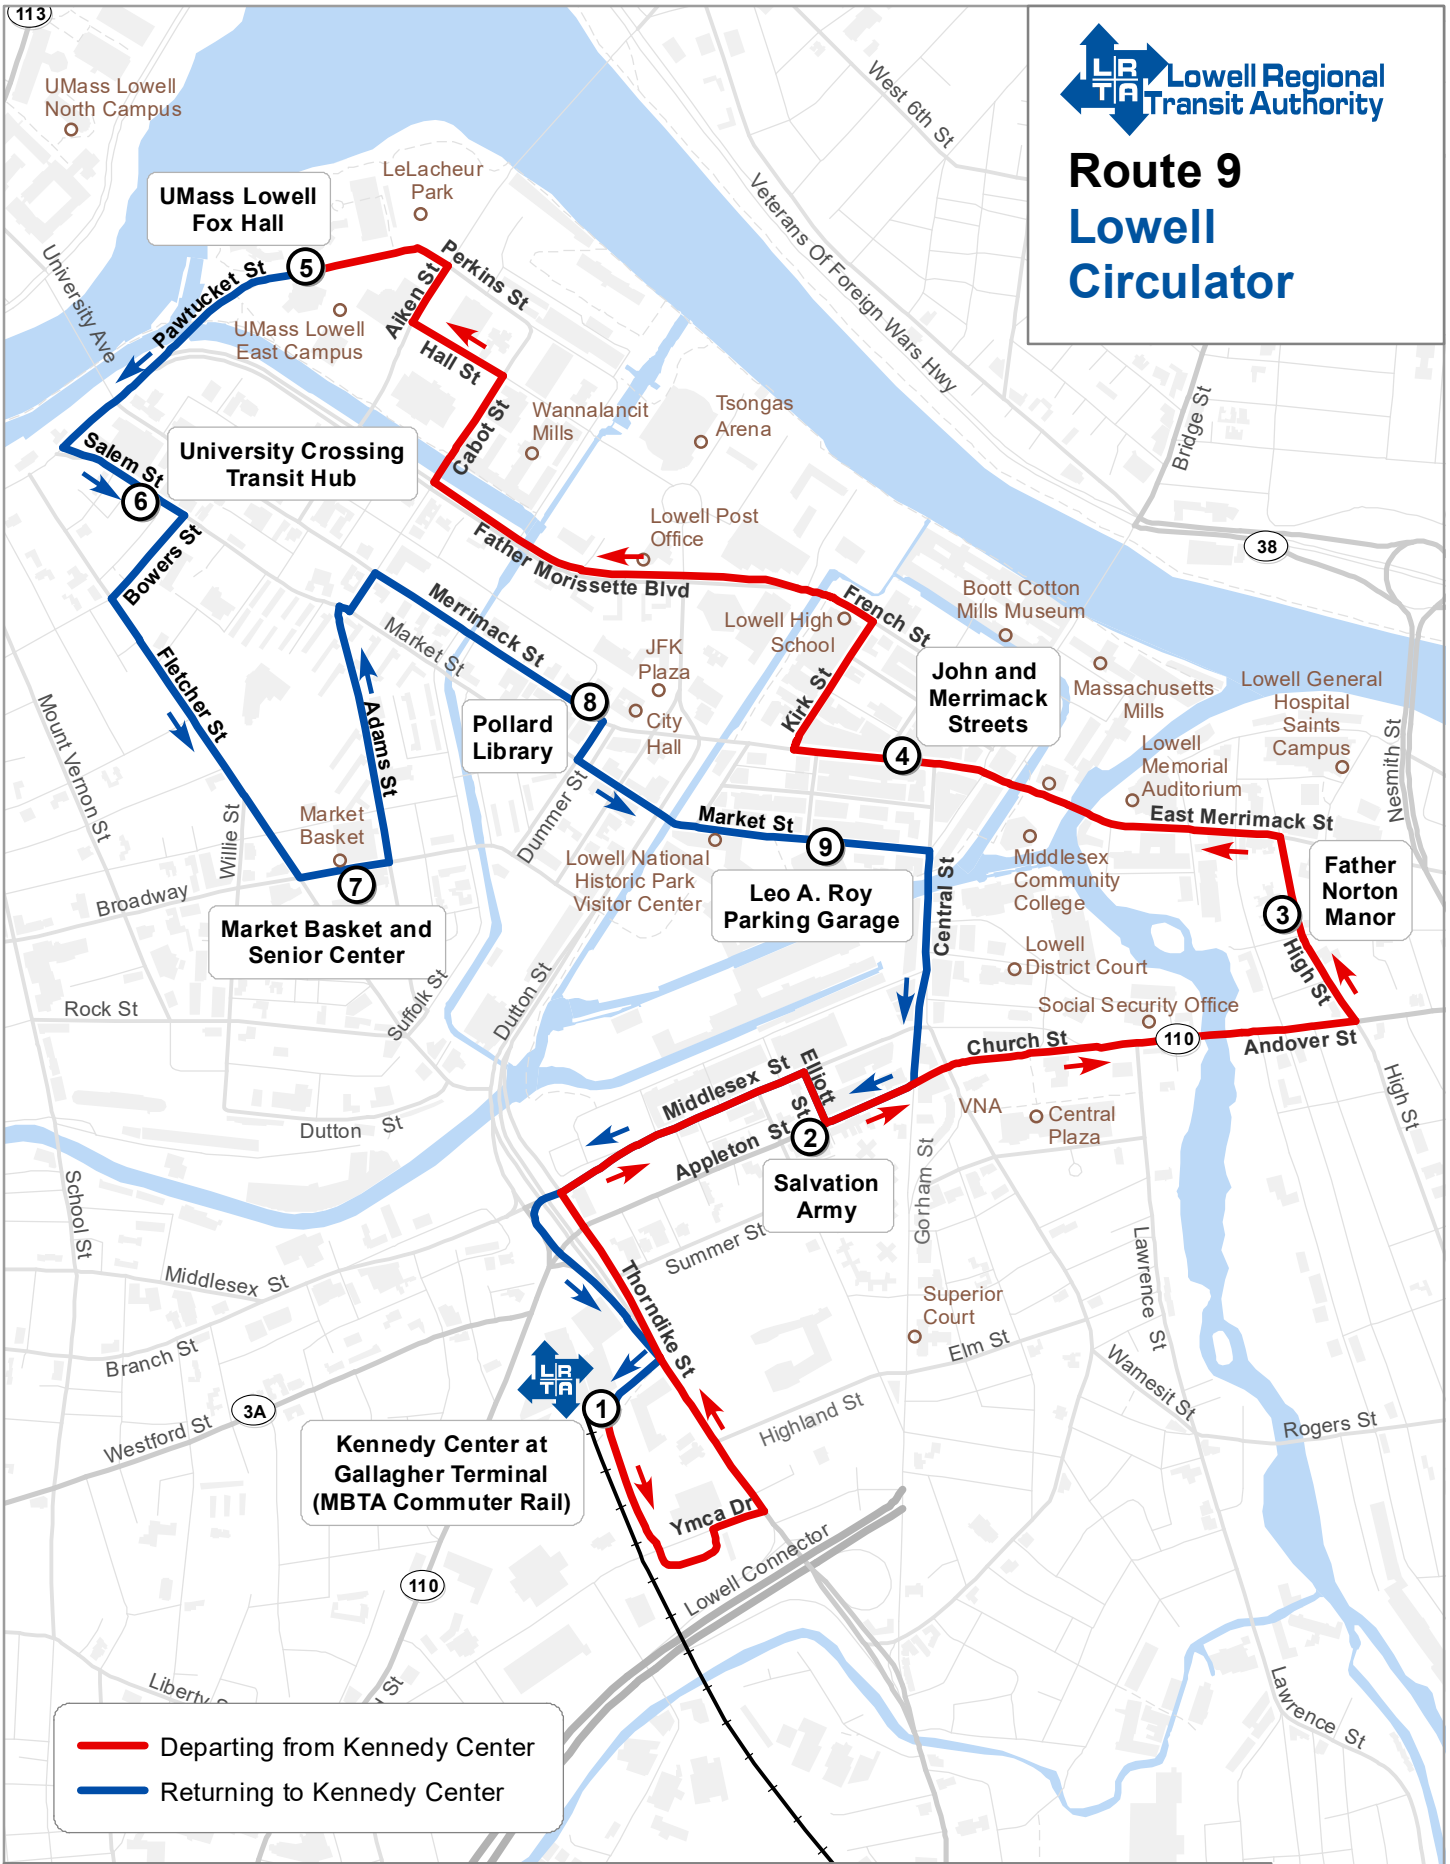 113
UMass Lowell
North Campus
LeLacheur
Park
UMass Lowell
Fox Hall
West 6th St
L R
T A
Lowell Regional
Transit Authority
Route 9
Lowell
Circulator
Veterans Of Foreign Wars Hwy
University Ave
Pawtucket St
5
Perkins St
Aiken St
UMass Lowell
East Campus
Hall St
Cabot St
Wannalancit
Mills
Tsongas
Arena
Bridge St
Salem St
6
University Crossing
Transit Hub
Bowers St
Father Morissette Blvd
Lowell Post
Office
38
French St
Boott Cotton
Mills Museum
Lowell High
School
Merrimack St
Market St
JFK
Plaza
Kirk St
John and
Merrimack
Streets
Massachusetts
Mills
Lowell General
Hospital
Saints
Campus
Nesmith St
Fletcher St
Adams St
Mount Vernon St
8
Pollard
Library
City
Hall
4
Lowell
Memorial
Auditorium
East Merrimack St
Market
Basket
Willie St
Dummer St
Market St
9
Lowell National
Historic Park
Visitor Center
Leo A. Roy
Parking Garage
Central St
Middlesex
Community
College
Father
Norton
Manor
3
High St
7
Broadway
Market Basket and
Senior Center
Lowell
District Court
Social Security Office
Rock St
Suffolk St
Dutton St
Church St
110
Andover St
High St
Middlesex St
Elliott
St
Appleton St
2
Salvation
Army
VNA
Central
Plaza
Gorham St
Dutton St
School St
Summer St
Lawrence St
Middlesex St
Thorndike St
Superior
Court
Elm St
Branch St
Wamesit St
L R
T A
1
3A
Westford St
Highland St
Rogers St
Kennedy Center at
Gallagher Terminal
(MBTA Commuter Rail)
Ymca Dr
Lowell Connector
110
Liberty
St
Lawrence St
Departing from Kennedy Center
Returning to Kennedy Center